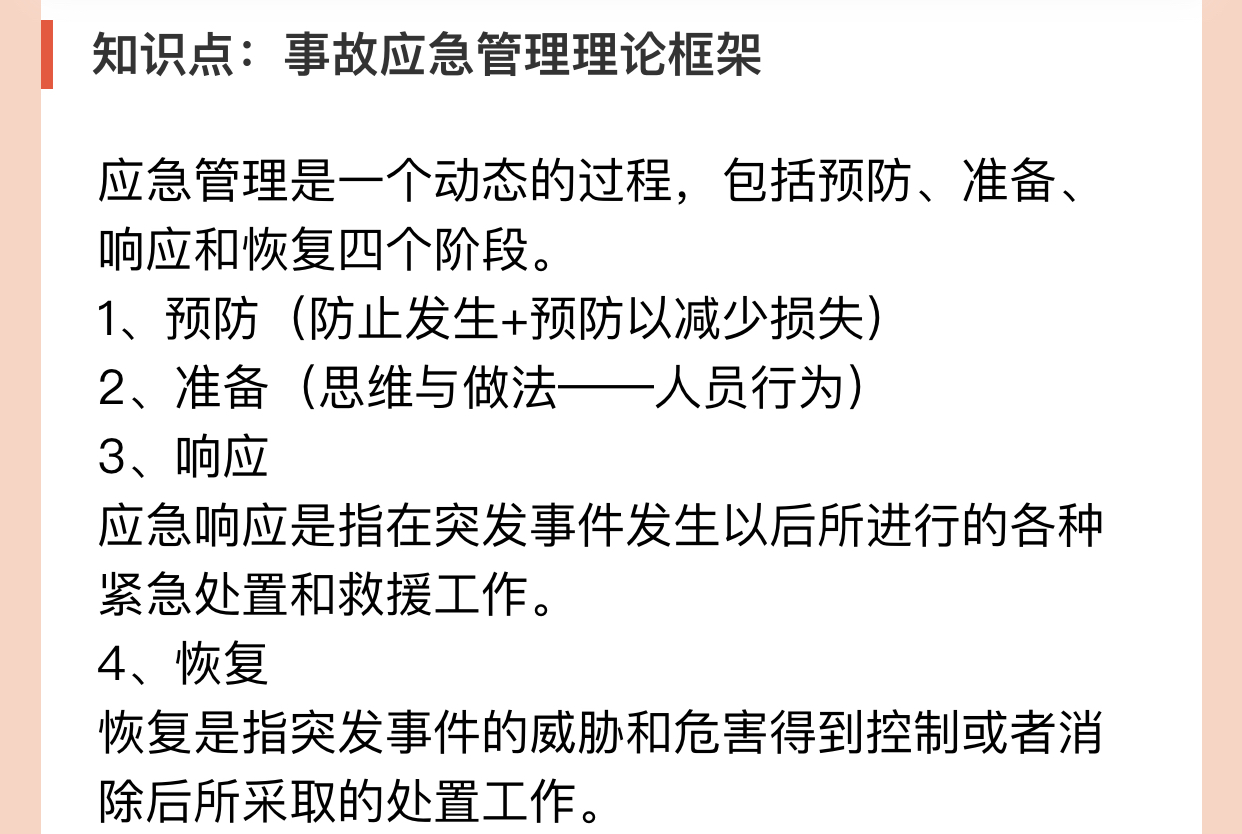 知识点：事故应急管理理论框架
应急管理是一个动态的过程，包括预防、准备、
响应和恢复四个阶段。
1、预防（防止发生+预防以减少损失）
2、准备（思维与做法——人员行为）
3、响应
应急响应是指在突发事件发生以后所进行的各种
紧急处置和救援工作。
4、恢复
恢复是指突发事件的威胁和危害得到控制或者消
除后所采取的处置工作。